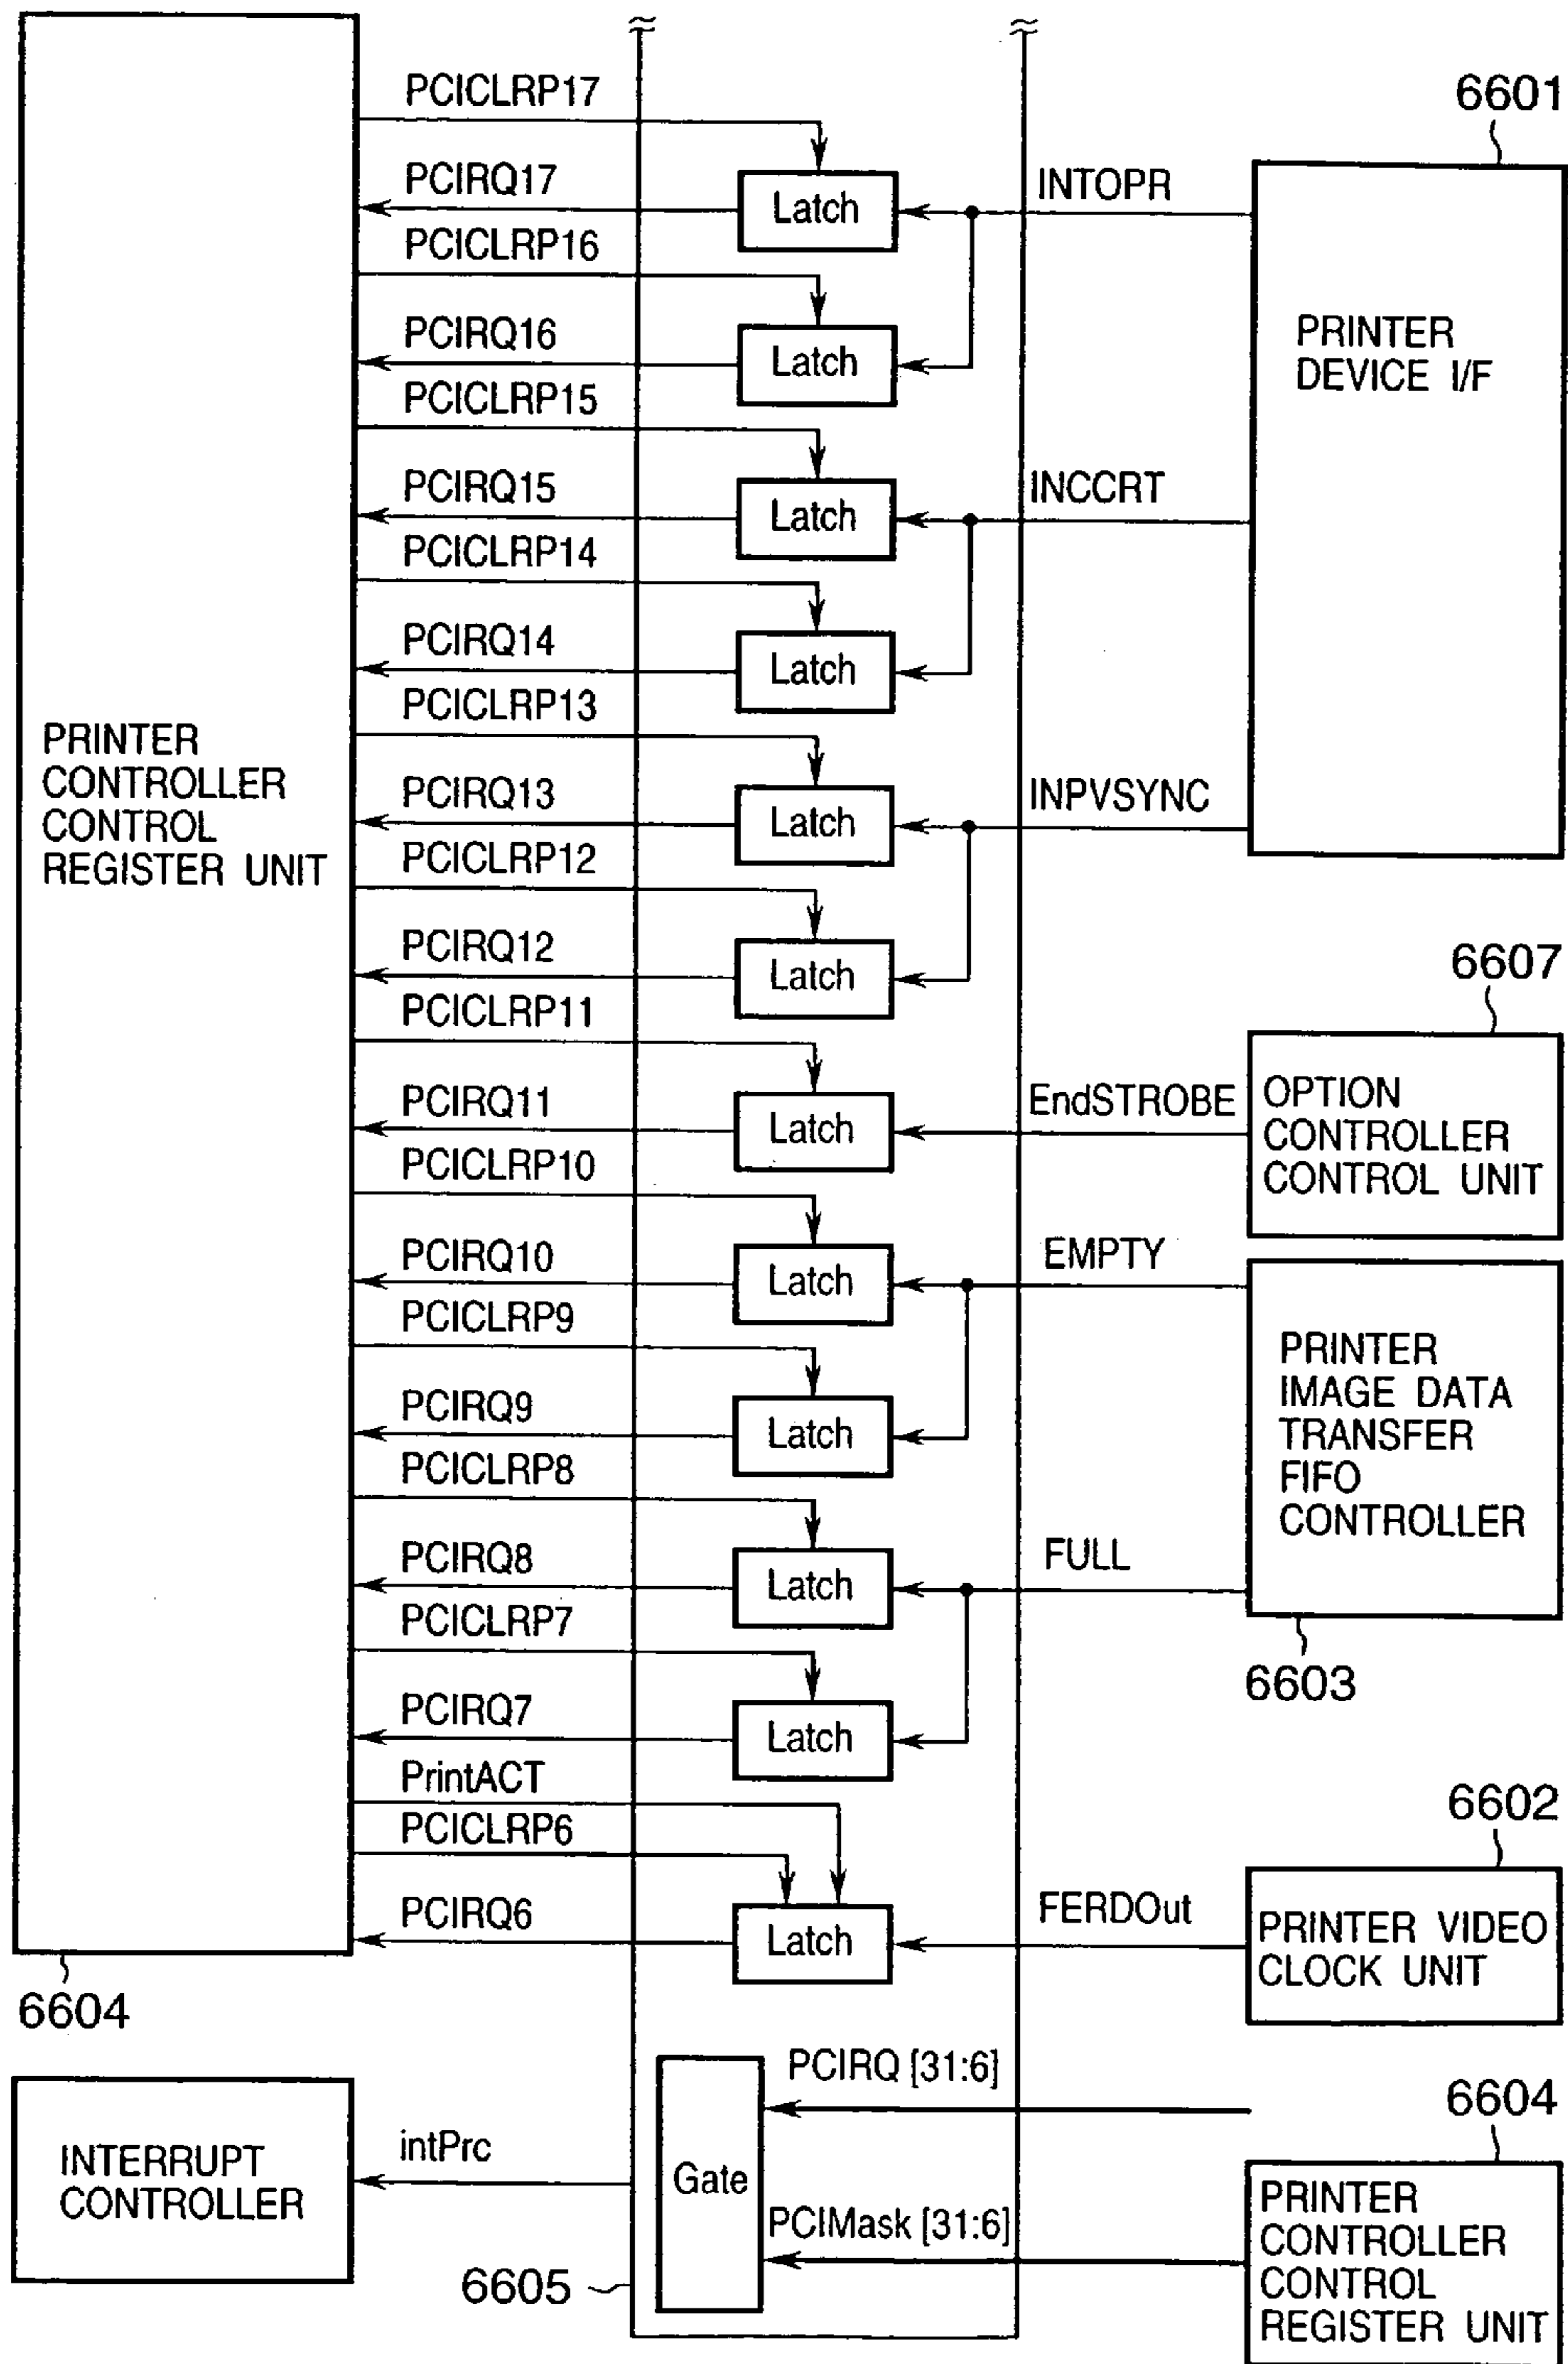 PCICLRP17
6601
PCIRQ17
Latch
INTOPR
PCICLRP16
PCIRQ16
Latch
PRINTER
DEVICE I/F
PCICLRP15
PCIRQ15
Latch
INCCRT
PCICLRP14
PCIRQ14
Latch
PCICLRP13
PRINTER
CONTROLLER
CONTROL
REGISTER UNIT
PCIRQ13
Latch
INPVSYNC
PCICLRP12
PCIRQ12
Latch
6607
PCICLRP11
PCIRQ11
Latch
EndSTROBE
OPTION
CONTROLLER
CONTROL UNIT
PCICLRP10
PCIRQ10
Latch
EMPTY
PCICLRP9
PCIRQ9
Latch
PRINTER
IMAGE DATA
TRANSFER
FIFO
CONTROLLER
PCICLRP8
PCIRQ8
Latch
FULL
PCICLRP7
6603
PCIRQ7
Latch
PrintACT
PCICLRP6
6602
PCIRQ6
Latch
FERDOut
PRINTER VIDEO
CLOCK UNIT
6604
PCIRQ [31:6]
6604
INTERRUPT
CONTROLLER
intPrc
Gate
PCIMask [31:6]
PRINTER
CONTROLLER
CONTROL
REGISTER UNIT
6605